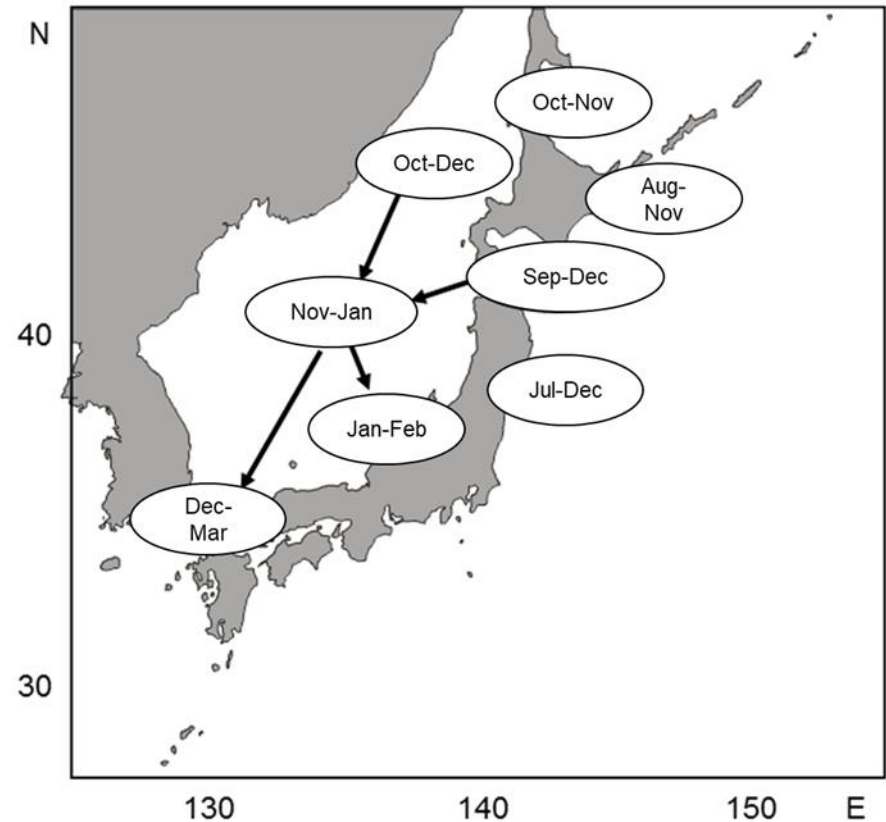 N
Oct-Nov
Oct-Dec
Aug-
Nov
Sep-Dec
Nov-Jan
40
Jul-Dec
Jan-Feb
Dec-
Mar
30
130 140 150 E